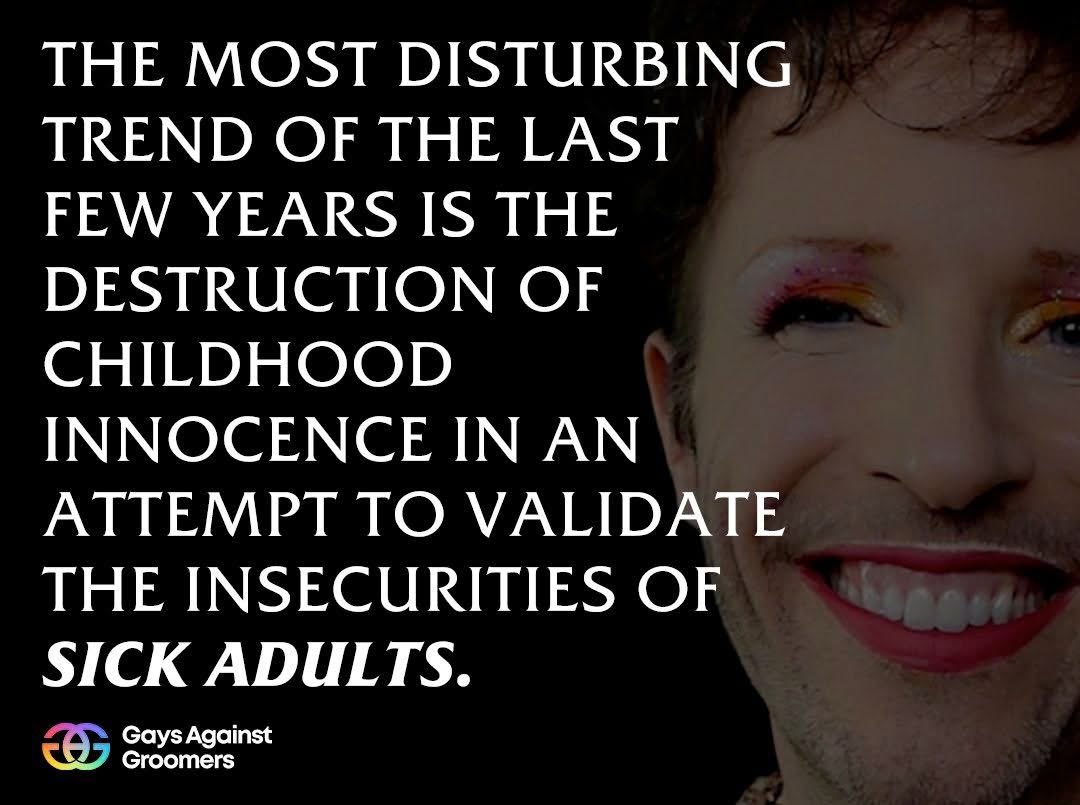 THE MOST DISTURBING
TREND OF THE LAST
FEW YEARS IS THE
DESTRUCTION OF
CHILDHOOD
INNOCENCE IN AN
ATTEMPT TO VALIDATE
THE INSECURITIES OF
SICK ADULTS.
Gays Against
Groomers